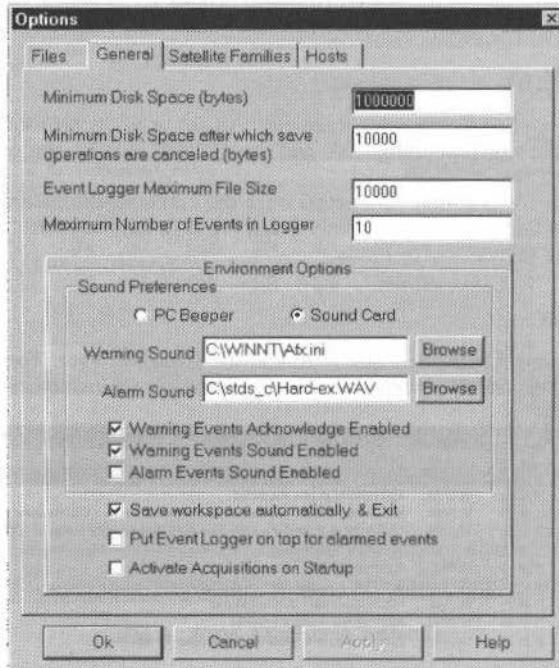 Options
Files General Satellite Families Hosts
Minimum Disk Space (bytes) 1000000
Minimum Disk Space after which save
operations are canceled (bytes) 10000
Event Logger Maximum File Size 10000
Maximum Number of Events in Logger 10
Environment Options
Sound Preferences
PC Beeper Sound Card
Warning Sound C:\WINNT\Afx.ini Browse
Alarm Sound C:\stds_c\Hard-ex.WAV Browse
Warning Events Acknowledge Enabled
Warning Events Sound Enabled
Alarm Events Sound Enabled
Save workspace automatically & Exit
Put Event Logger on top for alarmed events
Activate Acquisitions on Startup
Ok Cancel Apply Help